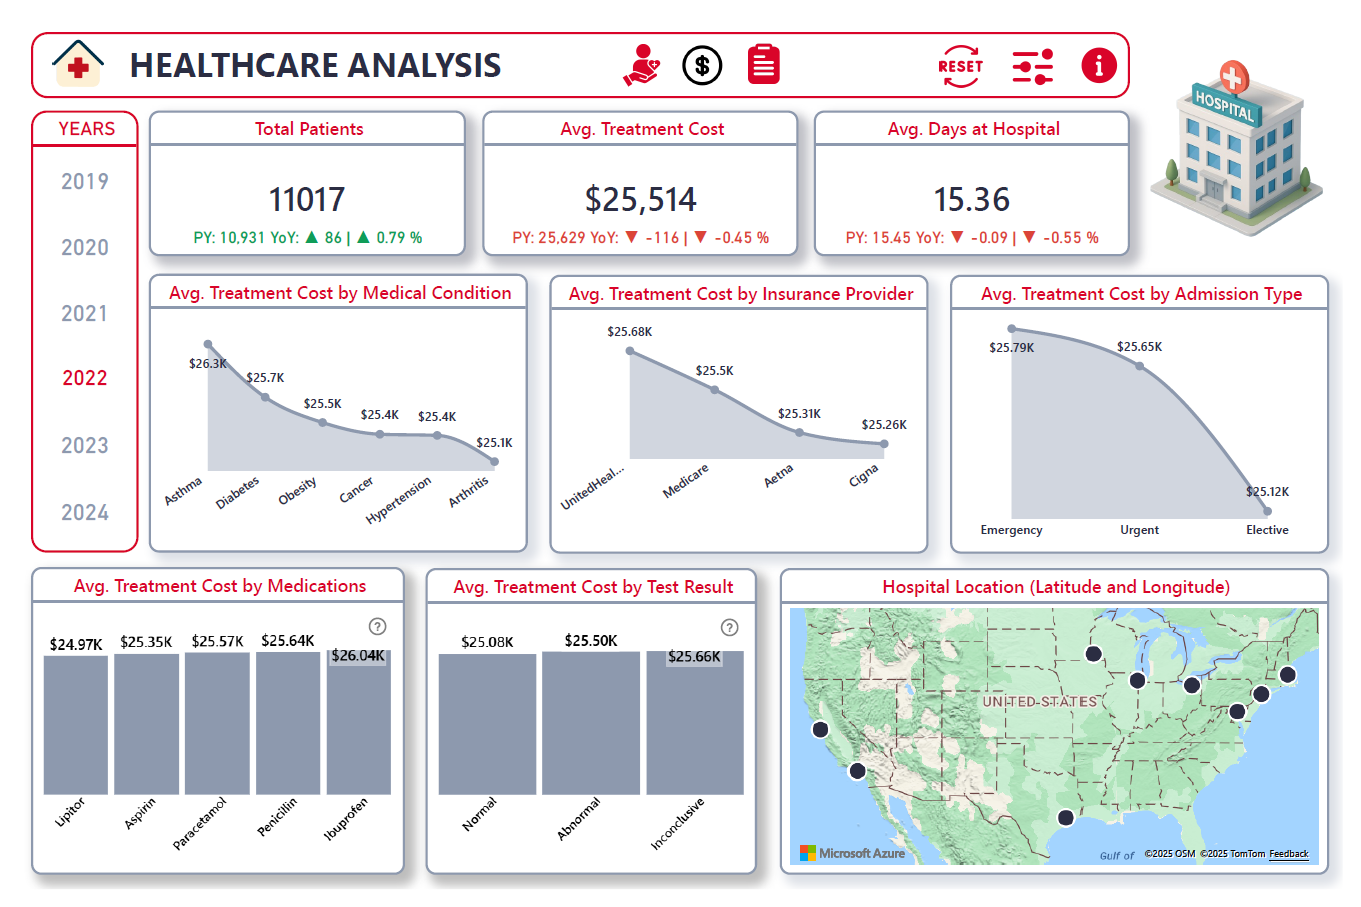 HEALTHCARE ANALYSIS
RESET
HOSPITAL
YEARS
2019
2020
2021
2022
2023
2024
Total Patients
11017
PY: 10,931 YoY: ▲ 86 | ▲ 0.79 %
Avg. Treatment Cost
$25,514
PY: 25,629 YoY: ▼ -116 | ▼ -0.45 %
Avg. Days at Hospital
15.36
PY: 15.45 YoY: ▼ -0.09 | ▼ -0.55 %
Avg. Treatment Cost by Medical Condition
$26.3K
$25.7K
$25.5K
$25.4K
$25.4K
$25.1K
Asthma
Diabetes
Obesity
Cancer
Hypertension
Arthritis
Avg. Treatment Cost by Insurance Provider
$25.68K
$25.5K
$25.31K
$25.26K
UnitedHeal...
Medicare
Aetna
Cigna
Avg. Treatment Cost by Admission Type
$25.79K
$25.65K
$25.12K
Emergency
Urgent
Elective
Avg. Treatment Cost by Medications
?
$24.97K
$25.35K
$25.57K
$25.64K
$26.04K
Lipitor
Aspirin
Paracetamol
Penicillin
Ibuprofen
Avg. Treatment Cost by Test Result
?
$25.08K
$25.50K
$25.66K
Normal
Abnormal
Inconclusive
Hospital Location (Latitude and Longitude)
UNITED STATES
Microsoft Azure
Gulf of
©2025 OSM ©2025 TomTom Feedback